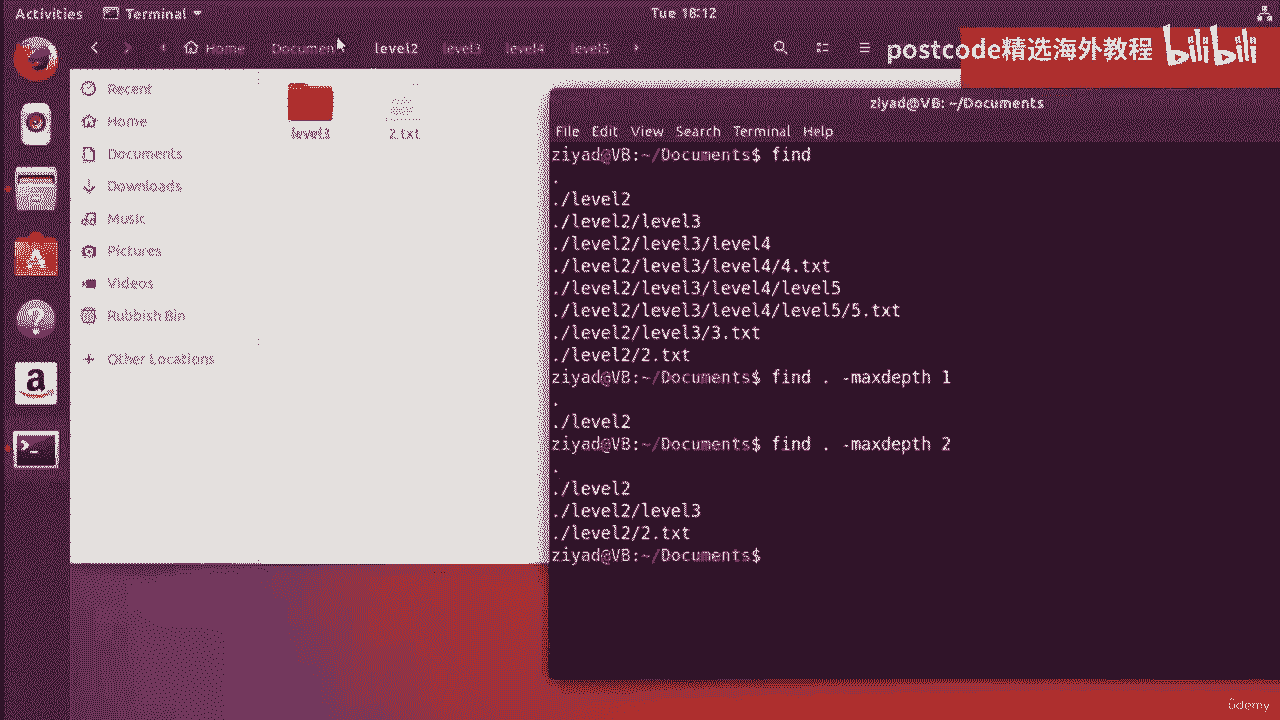 Activities Terminal Tue 18:12
Home Documen level2 level3 level4 level5
postcode精选海外教程 bilibili
Recent
Home
Documents
Downloads
Music
Pictures
Videos
Rubbish Bin
Other Locations
level3 2.txt
ziyad@VB: ~/Documents
File Edit View Search Terminal Help
ziyad@VB:~/Documents$ find
.
./level2
./level2/level3
./level2/level3/level4
./level2/level3/level4/4.txt
./level2/level3/level4/level5
./level2/level3/level4/level5/5.txt
./level2/level3/3.txt
./level2/2.txt
ziyad@VB:~/Documents$ find . -maxdepth 1
.
./level2
ziyad@VB:~/Documents$ find . -maxdepth 2
.
./level2
./level2/level3
./level2/2.txt
ziyad@VB:~/Documents$
ûdemy